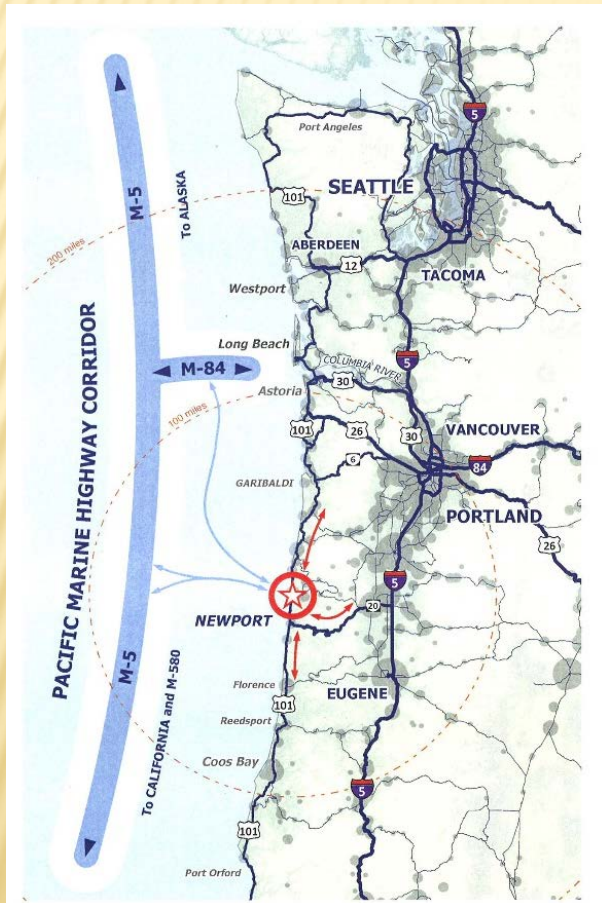 5
Port Angeles
SEATTLE
M-5
To ALASKA
101
200 miles
ABERDEEN
12
TACOMA
Westport
Long Beach
M-84
COLUMBIA RIVER
5
Astoria
30
PACIFIC MARINE HIGHWAY CORRIDOR
100 miles
101
26
30
VANCOUVER
84
6
GARIBALDI
PORTLAND
26
5
NEWPORT
20
M-5
To CALIFORNIA and M-580
Florence
EUGENE
101
Reedsport
Coos Bay
5
101
Port Orford